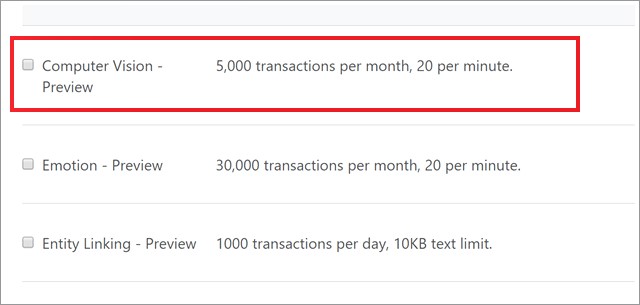 Computer Vision - 5,000 transactions per month, 20 per minute.
Preview
Emotion - Preview 30,000 transactions per month, 20 per minute.
Entity Linking - Preview 1000 transactions per day, 10KB text limit.